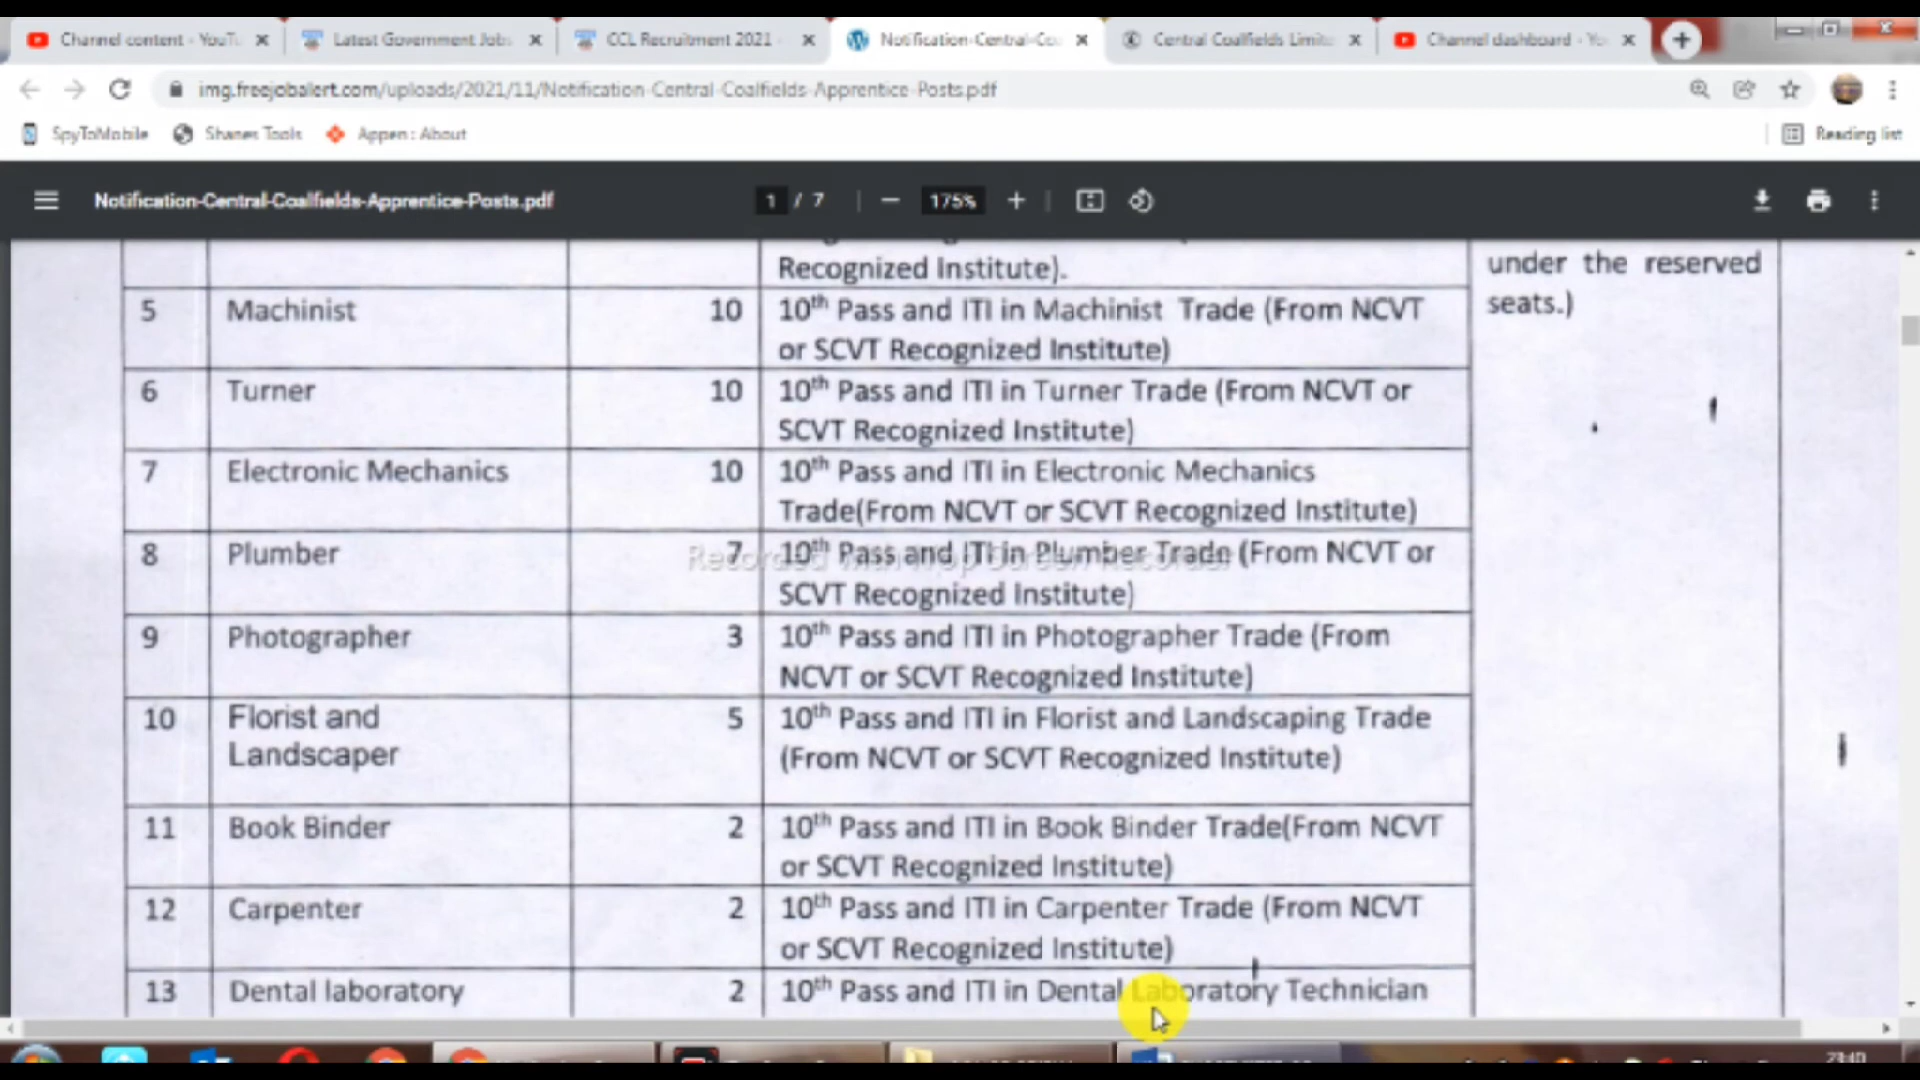 Channel content - YouTu
Latest Government Jobs
CCL Recruitment 2021 -
Notification-Central-Co
Central Coalfields Limit
Channel dashboard - Yo
img.freejobalert.com/uploads/2021/11/Notification-Central-Coalfields-Apprentice-Posts.pdf
SpyToMobile
Shanes Tools
Appen : About
Reading list
Notification-Central-Coalfields-Apprentice-Posts.pdf
1 / 7
175%
Recognized Institute).
under the reserved
seats.)
5 Machinist 10 10th Pass and ITI in Machinist Trade (From NCVT
or SCVT Recognized Institute)
6 Turner 10 10th Pass and ITI in Turner Trade (From NCVT or
SCVT Recognized Institute)
7 Electronic Mechanics 10 10th Pass and ITI in Electronic Mechanics
Trade(From NCVT or SCVT Recognized Institute)
8 Plumber 7 10th Pass and ITI in Plumber Trade (From NCVT or
SCVT Recognized Institute)
9 Photographer 3 10th Pass and ITI in Photographer Trade (From
NCVT or SCVT Recognized Institute)
10 Florist and 5 10th Pass and ITI in Florist and Landscaping Trade
Landscaper (From NCVT or SCVT Recognized Institute)
11 Book Binder 2 10th Pass and ITI in Book Binder Trade(From NCVT
or SCVT Recognized Institute)
12 Carpenter 2 10th Pass and ITI in Carpenter Trade (From NCVT
or SCVT Recognized Institute)
13 Dental laboratory 2 10th Pass and ITI in Dental Laboratory Technician
23:40